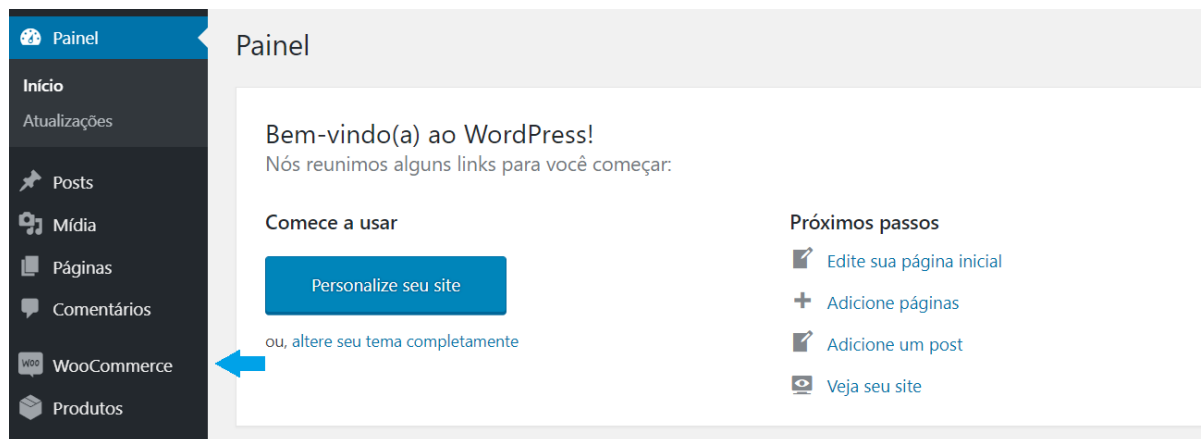 Painel
Início
Atualizações
Posts
Mídia
Páginas
Comentários
WOO
WooCommerce
Produtos
Painel
Bem-vindo(a) ao WordPress!
Nós reunimos alguns links para você começar:
Comece a usar
Personalize seu site
ou, altere seu tema completamente
Próximos passos
Edite sua página inicial
Adicione páginas
Adicione um post
Veja seu site